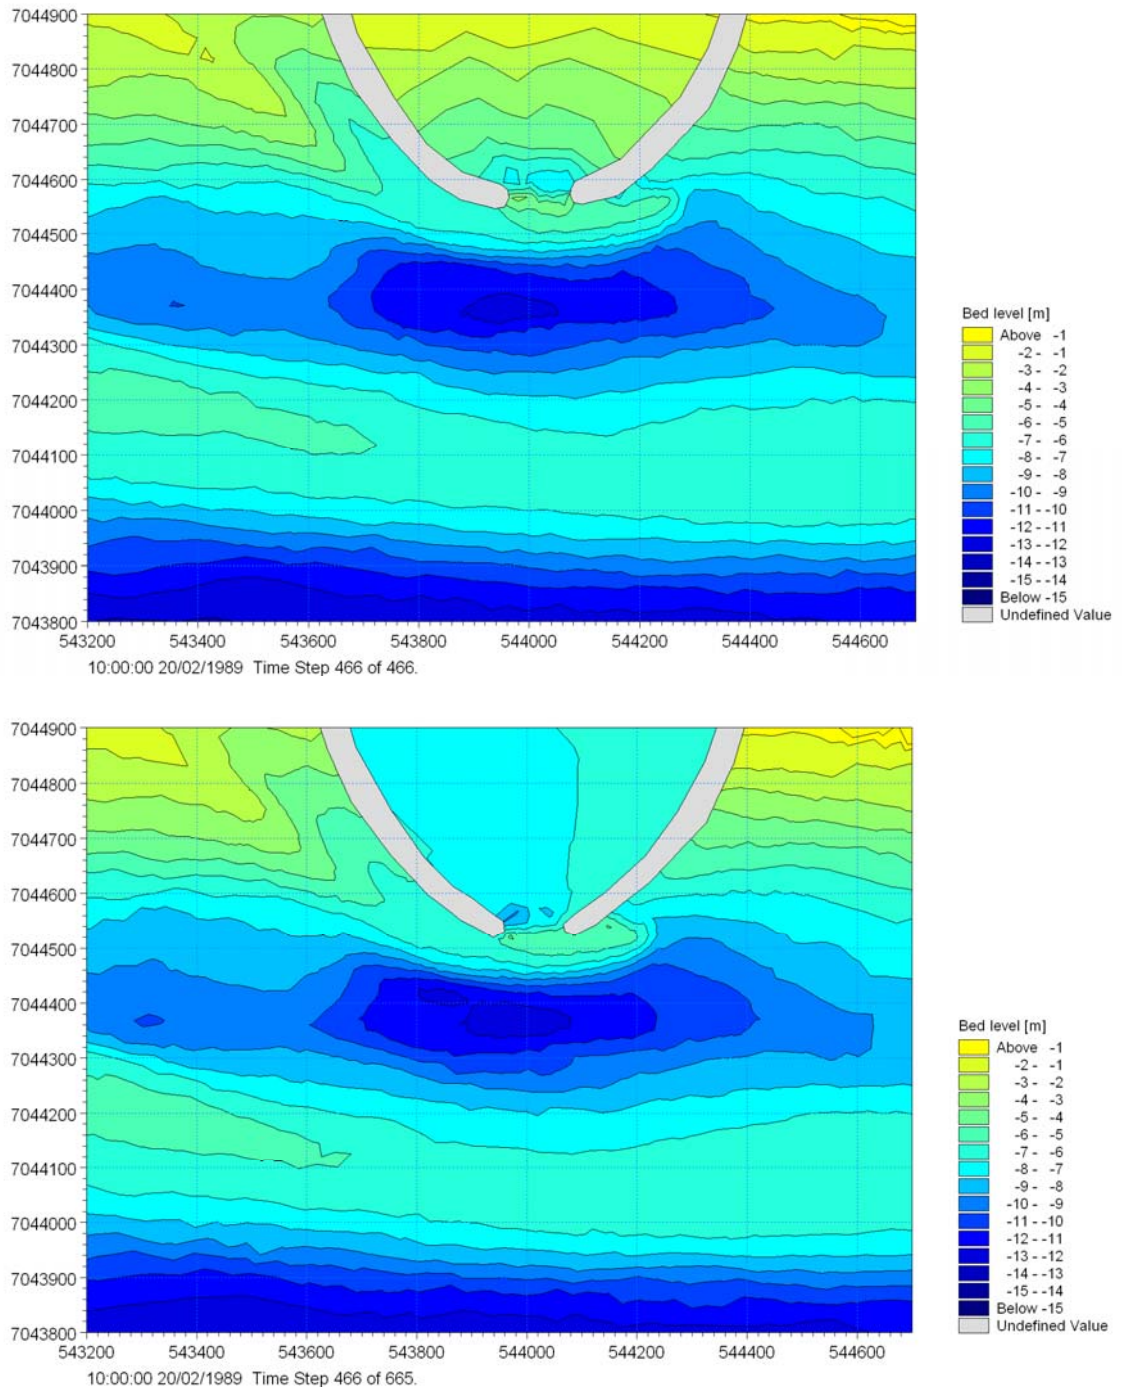 7044900
7044800
7044700
7044600
7044500
7044400
7044300
7044200
7044100
7044000
7043900
7043800
543200 543400 543600 543800 544000 544200 544400 544600
10:00:00 20/02/1989 Time Step 466 of 466.
Bed level [m]
Above -1
-2 - -1
-3 - -2
-4 - -3
-5 - -4
-6 - -5
-7 - -6
-8 - -7
-9 - -8
-10 - -9
-11 - -10
-12 - -11
-13 - -12
-14 - -13
-15 - -14
Below -15
Undefined Value
7044900
7044800
7044700
7044600
7044500
7044400
7044300
7044200
7044100
7044000
7043900
7043800
543200 543400 543600 543800 544000 544200 544400 544600
10:00:00 20/02/1989 Time Step 466 of 665.
Bed level [m]
Above -1
-2 - -1
-3 - -2
-4 - -3
-5 - -4
-6 - -5
-7 - -6
-8 - -7
-9 - -8
-10 - -9
-11 - -10
-12 - -11
-13 - -12
-14 - -13
-15 - -14
Below -15
Undefined Value